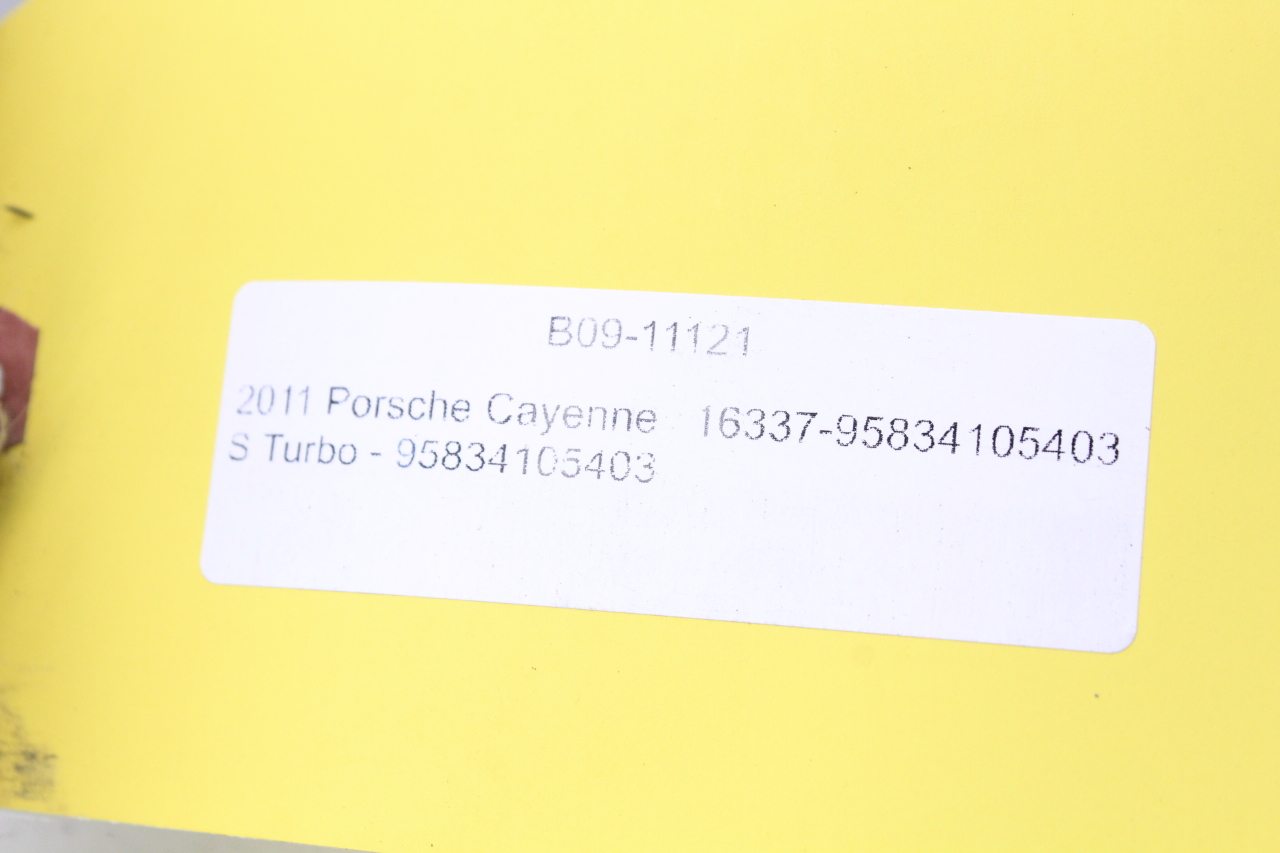 B09-11121
2011 Porsche Cayenne 16337-95834105403
S Turbo - 95834105403